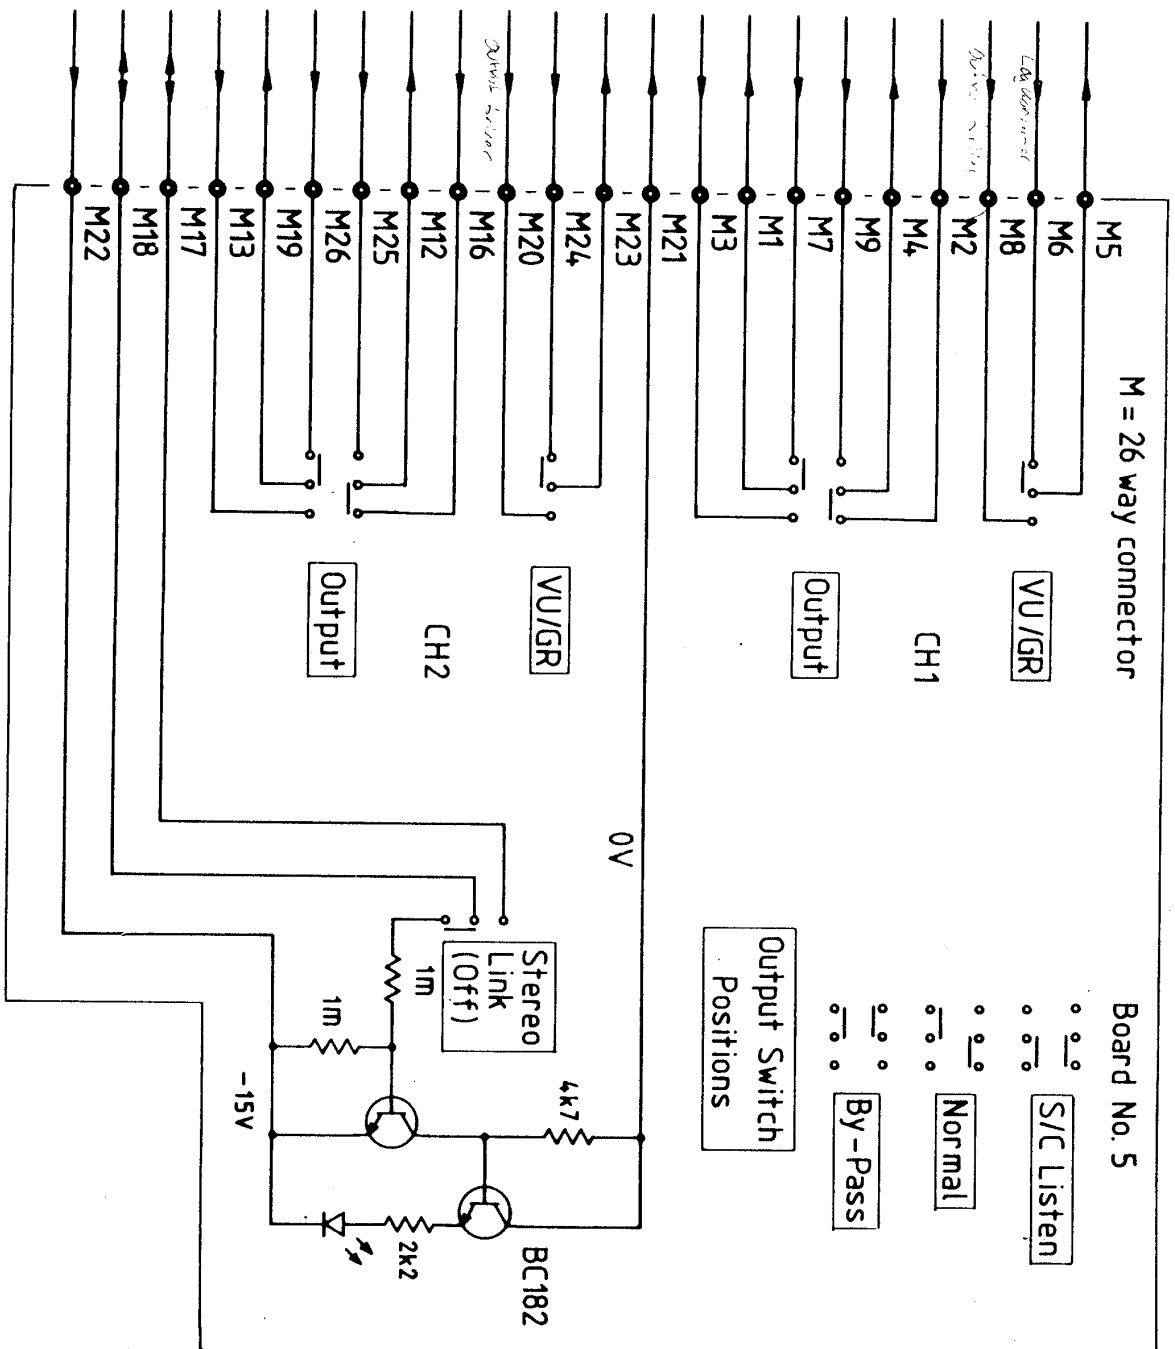 M = 26 way connector
Board No. 5
M5
M6
M8
M2
M4
M9
M7
M1
M3
M21
M23
M24
M20
M16
M12
M25
M26
M19
M13
M17
M18
M22
VU/GR
CH1
Output
VU/GR
CH2
Output
S/C Listen
Normal
By-Pass
Output Switch
Positions
0V
Stereo
Link
(Off)
1m
1m
4k7
-15V
2k2
BC182